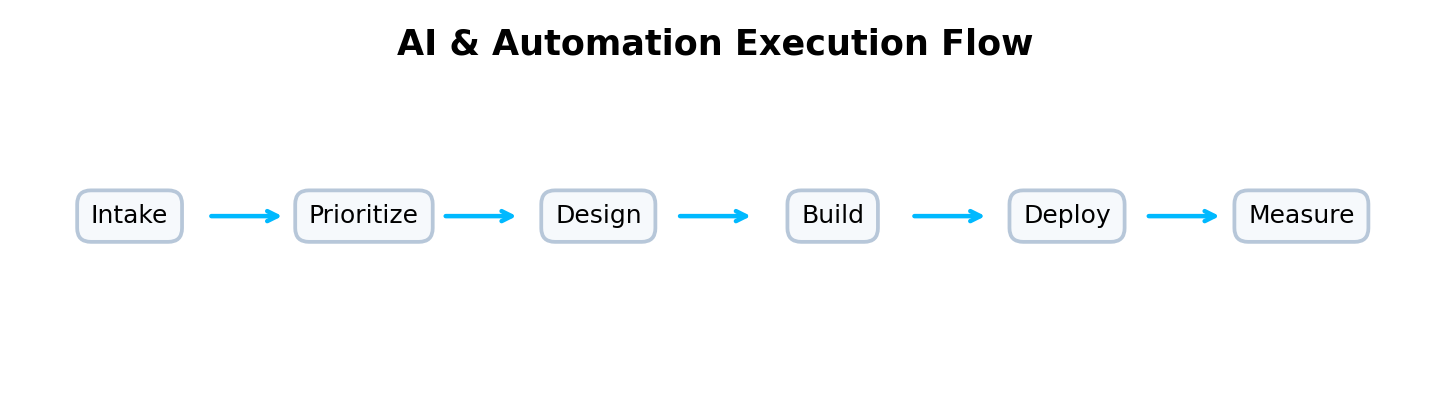 AI & Automation Execution Flow
Intake
Prioritize
Design
Build
Deploy
Measure